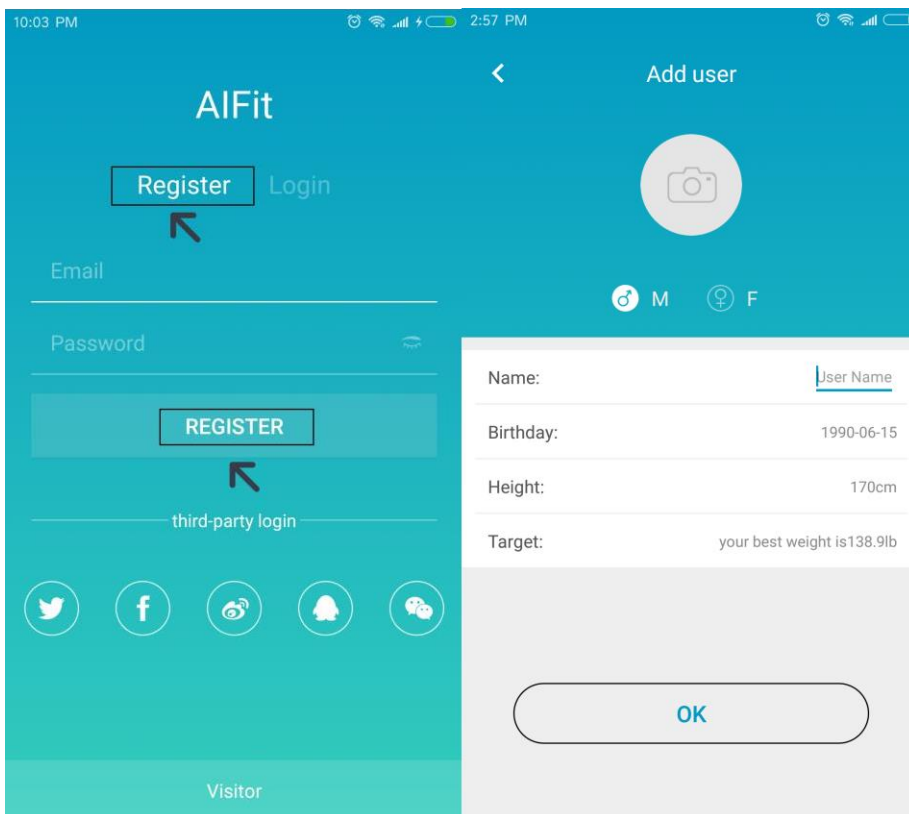 10:03 PM
AIFit
Register Login
Email
Password
REGISTER
third-party login
Visitor
2:57 PM
Add user
M F
Name: User Name
Birthday: 1990-06-15
Height: 170cm
Target: your best weight is138.9lb
OK